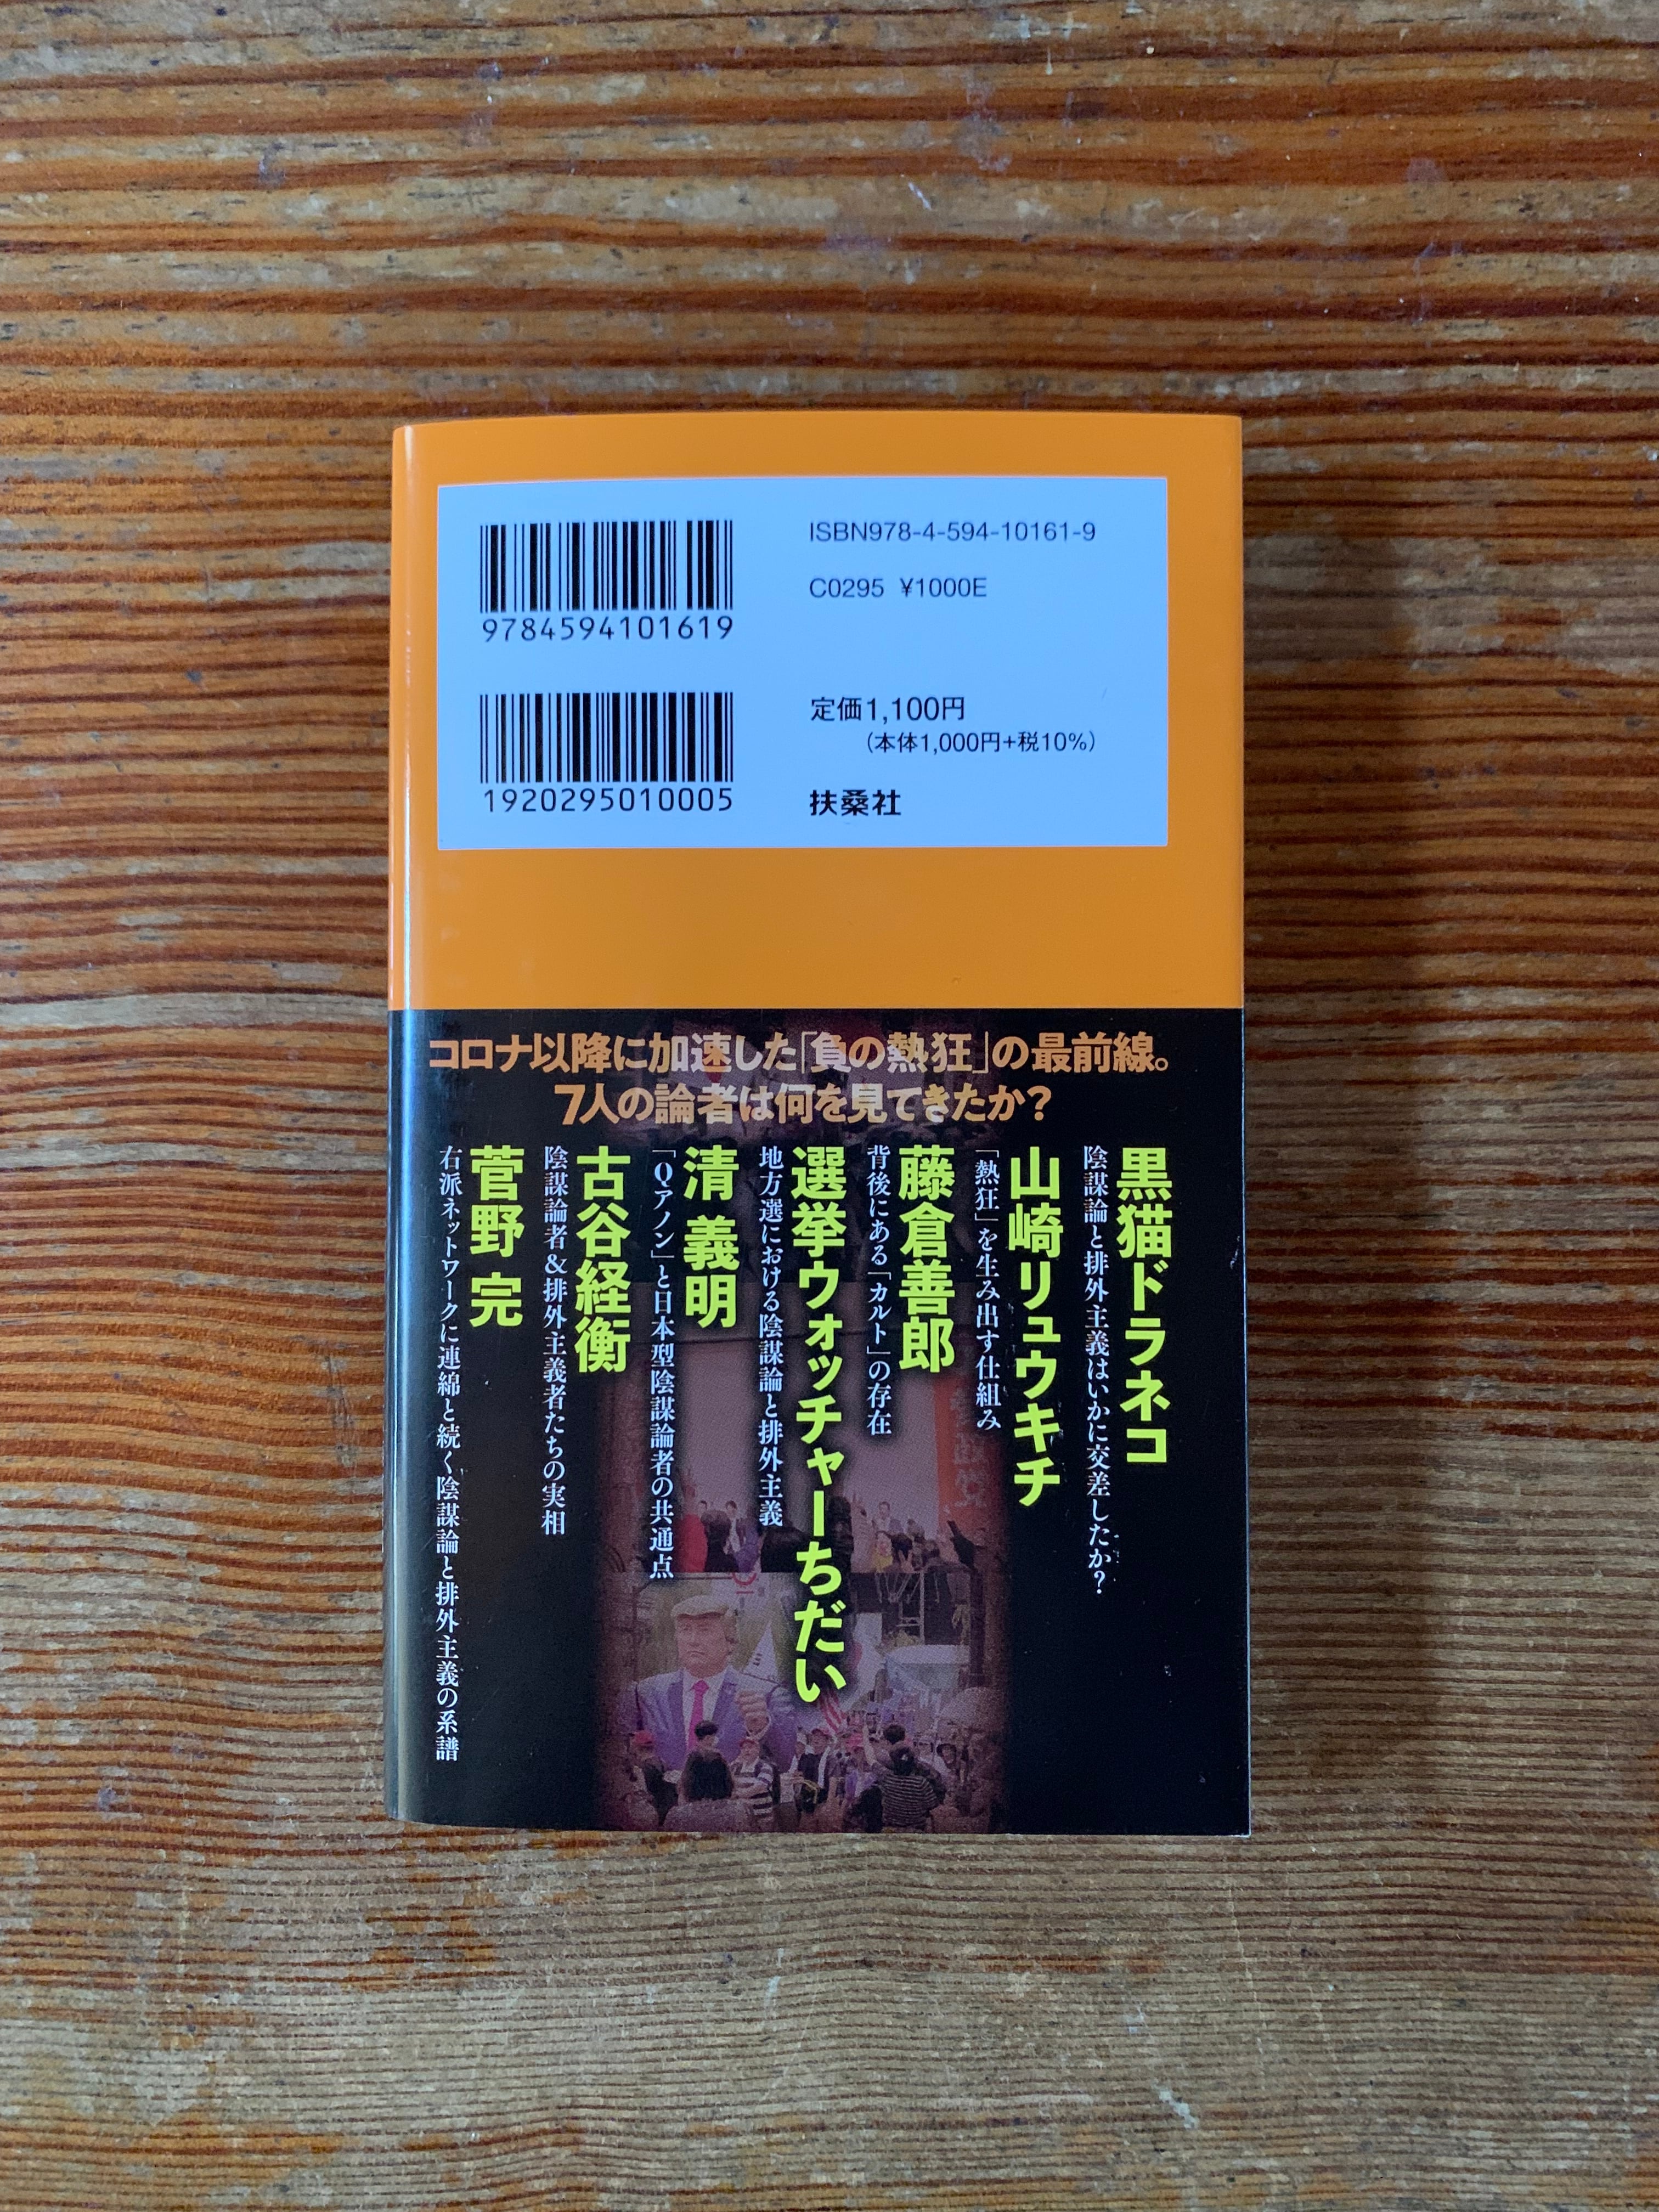 ISBN978-4-594-10161-9
C0295 ¥1000E
9784594101619
定価1,100円
(本体1,000円+税10%)
1920295010005
扶桑社
コロナ以降に加速した「負の熱狂」の最前線。
7人の論者は何を見てきたか?
黒猫ドラネコ
陰謀論と排外主義はいかに交差したか?
山崎リュウキチ
「熱狂」を生み出す仕組み
藤倉善郎
背後にある「カルト」の存在
選挙ウォッチャーちだい
地方選における陰謀論と排外主義
清 義明
「Qアノン」と日本型陰謀論者の共通点
古谷経衡
陰謀論者&排外主義者たちの実相
菅野 完
右派ネットワークに連綿と続く陰謀論と排外主義の系譜